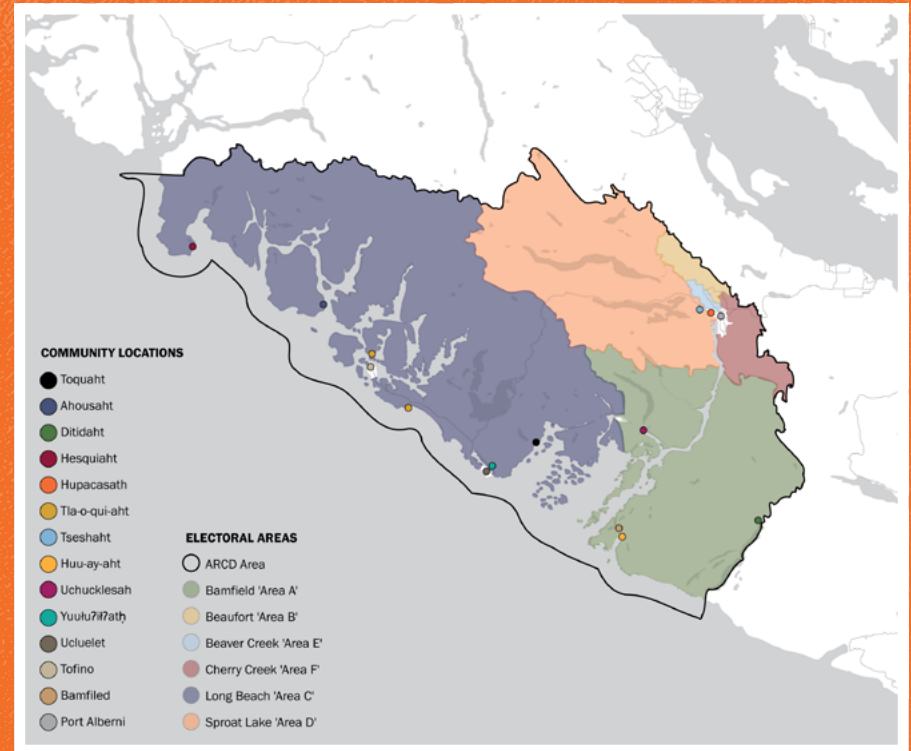 COMMUNITY LOCATIONS
Toquaht
Ahousaht
Ditidaht
Hesquiaht
Hupacasath
Tla-o-qui-aht
Tseshaht
Huu-ay-aht
Uchucklesah
Yuułuʔiłʔatḥ
Ucluelet
Tofino
Bamfiled
Port Alberni
ELECTORAL AREAS
ARCD Area
Bamfield 'Area A'
Beaufort 'Area B'
Beaver Creek 'Area E'
Cherry Creek 'Area F'
Long Beach 'Area C'
Sproat Lake 'Area D'